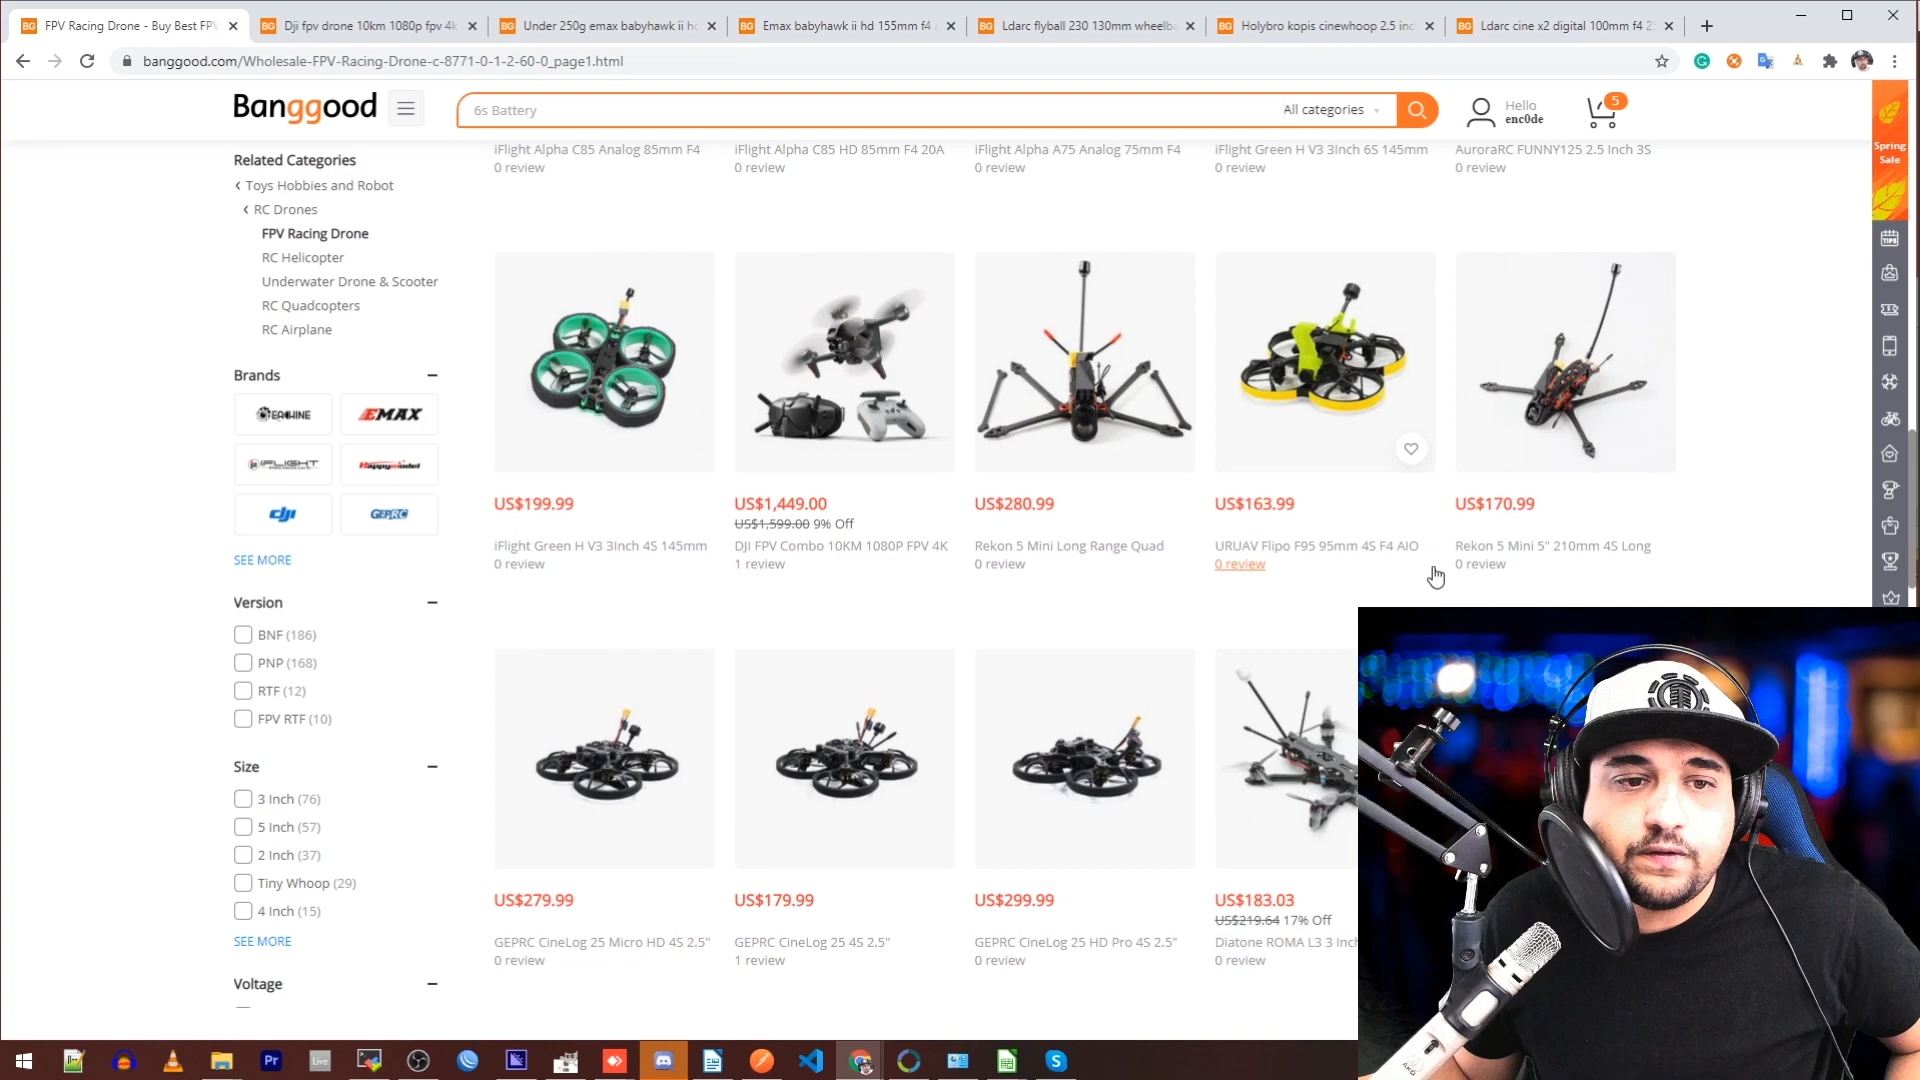 FPV Racing Drone - Buy Best FPV
Dji fpv drone 10km 1080p fpv 4k
Under 250g emax babyhawk ii hd
Emax babyhawk ii hd 155mm f4
Ldarc flyball 230 130mm wheelba
Holybro kopis cinewhoop 2.5 inc
Ldarc cine x2 digital 100mm f4 2
banggood.com/Wholesale-FPV-Racing-Drone-c-8771-0-1-2-60-0_page1.html
Banggood
6s Battery
All categories
Hello
enc0de
5
Spring
Sale
TIPS
Related Categories
Toys Hobbies and Robot
RC Drones
FPV Racing Drone
RC Helicopter
Underwater Drone & Scooter
RC Quadcopters
RC Airplane
Brands
EACHINE
EMAX
iFLIGHT
Happymodel
dji
GEPRC
SEE MORE
Version
BNF (186)
PNP (168)
RTF (12)
FPV RTF (10)
Size
3 Inch (76)
5 Inch (57)
2 Inch (37)
Tiny Whoop (29)
4 Inch (15)
SEE MORE
Voltage
iFlight Alpha C85 Analog 85mm F4
0 review
iFlight Alpha C85 HD 85mm F4 20A
0 review
iFlight Alpha A75 Analog 75mm F4
0 review
iFlight Green H V3 3Inch 6S 145mm
0 review
AuroraRC FUNNY125 2.5 Inch 3S
0 review
US$199.99
iFlight Green H V3 3Inch 4S 145mm
0 review
US$1,449.00
US$1,599.00 9% Off
DJI FPV Combo 10KM 1080P FPV 4K
1 review
US$280.99
Rekon 5 Mini Long Range Quad
0 review
US$163.99
URUAV Flipo F95 95mm 4S F4 AIO
0 review
US$170.99
Rekon 5 Mini 5" 210mm 4S Long
0 review
US$279.99
GEPRC CineLog 25 Micro HD 4S 2.5"
0 review
US$179.99
GEPRC CineLog 25 4S 2.5"
1 review
US$299.99
GEPRC CineLog 25 HD Pro 4S 2.5"
0 review
US$183.03
US$219.64 17% Off
Diatone ROMA L3 3 Inch
0 review
AKG
Pr
Live